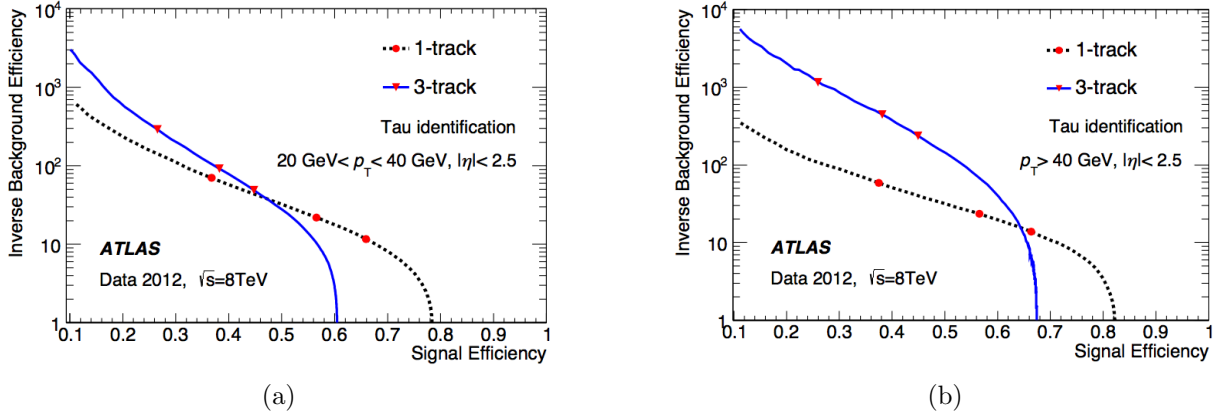 Inverse Background Efficiency
10⁴
10³
10²
10
1
1-track
3-track
Tau identification
20 GeV< p_T < 40 GeV, |η|< 2.5
ATLAS
Data 2012, √s=8TeV
0.1 0.2 0.3 0.4 0.5 0.6 0.7 0.8 0.9 1
Signal Efficiency
(a)
Inverse Background Efficiency
10⁴
10³
10²
10
1
1-track
3-track
Tau identification
p_T> 40 GeV, |η|< 2.5
ATLAS
Data 2012, √s=8TeV
0.1 0.2 0.3 0.4 0.5 0.6 0.7 0.8 0.9 1
Signal Efficiency
(b)